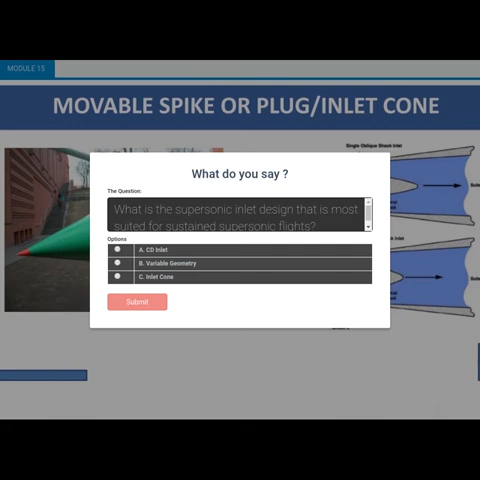 MODULE 15
MOVABLE SPIKE OR PLUG/INLET CONE
Single Oblique Shock Inlet
What do you say ?
The Question:
What is the supersonic inlet design that is most
suited for sustained supersonic flights?
Options
A. CD Inlet
B. Variable Geometry
C. Inlet Cone
Submit